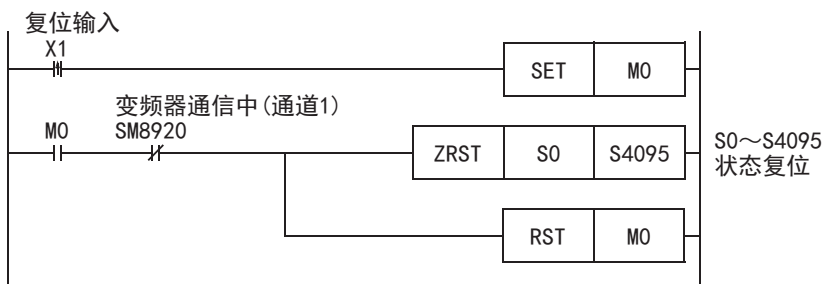 复位输入
X1
SET M0
变频器通信中(通道1)
M0 SM8920
ZRST S0 S4095
S0～S4095
状态复位
RST M0